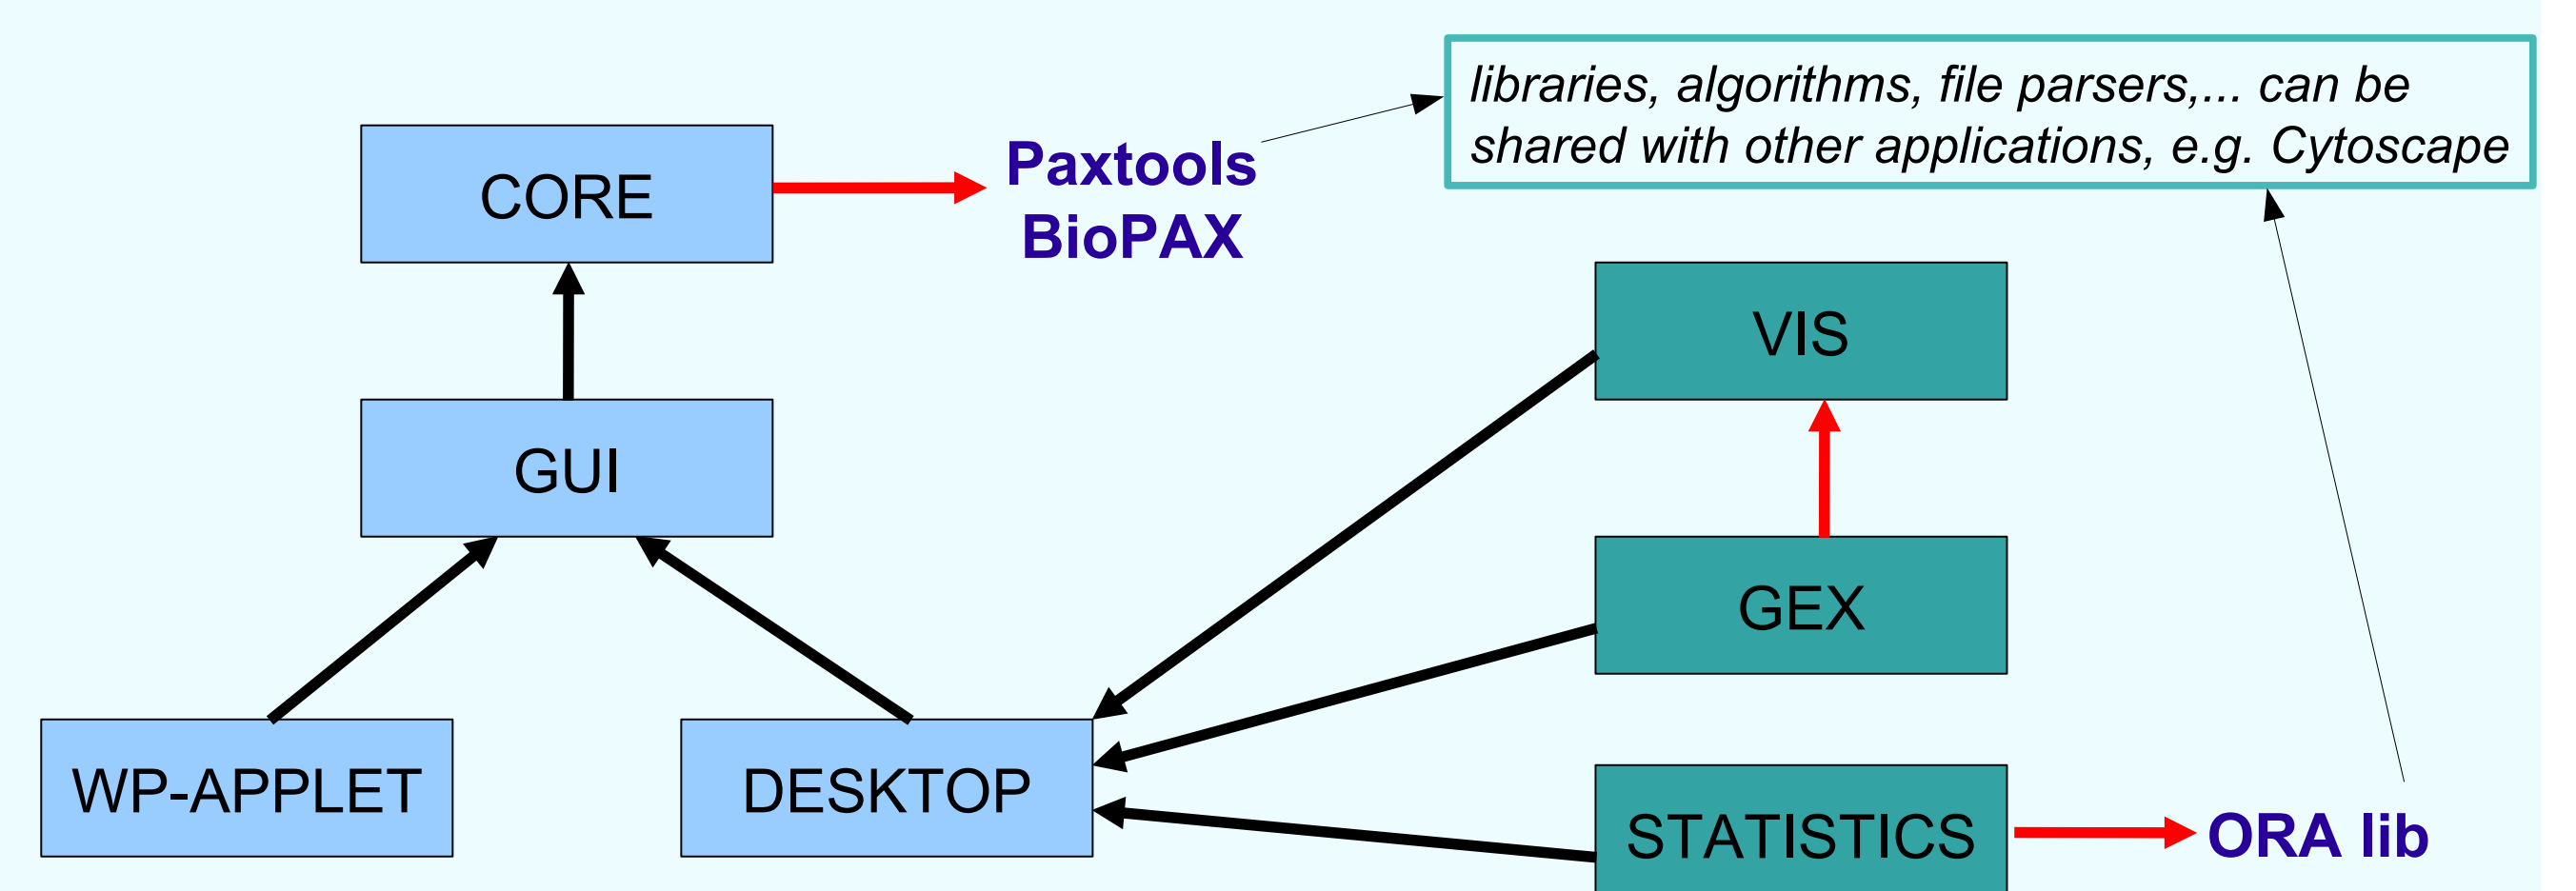 libraries, algorithms, file parsers,... can be
shared with other applications, e.g. Cytoscape
CORE
Paxtools
BioPAX
VIS
GUI
GEX
WP-APPLET
DESKTOP
STATISTICS
ORA lib